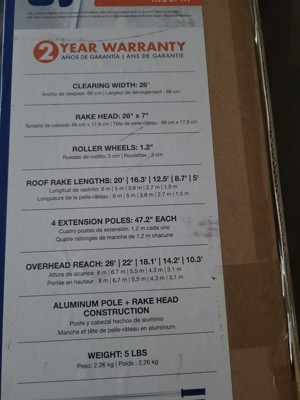 2 YEAR WARRANTY
AÑOS DE GARANTÍA | ANS DE GARANTIE
CLEARING WIDTH: 26"
Ancho de despeje: 66 cm | Largeur de déneigement : 66 cm
RAKE HEAD: 26" x 7"
Tamaño de cabezal: 66 cm × 17.8 cm | Tête de pelle-râteau : 66 cm x 17,8 cm
ROLLER WHEELS: 1.2"
Ruedas de rodillo: 3 cm | Roulettes : 3 cm
ROOF RAKE LENGTHS: 20' | 16.3' | 12.5' | 8.7' | 5'
Longitud de rastrillo: 6 m | 5 m | 3.8 m | 2.7 m | 1.5 m
Longueurs de la pelle-râteau : 6 m | 5 m | 3,8 m | 2,7 m | 1,5 m
4 EXTENSION POLES: 47.2" EACH
Cuatro postes de extensión: 1.2 m cada uno
Quatre rallonges de manche de 1,2 m chacune
OVERHEAD REACH: 26' | 22' | 18.1' | 14.2' | 10.3'
Altura de alcance: 8 m | 6.7 m | 5.5 m | 4.3 m | 3.1 m
Portée en hauteur : 8 m | 6,7 m | 5,5 m | 4,3 m | 3,1 m
ALUMINUM POLE + RAKE HEAD
CONSTRUCTION
Poste y cabezal hechos de aluminio
Manche et tête de pelle-râteau en aluminium
WEIGHT: 5 LBS
Peso: 2.26 kg | Poids : 2,26 kg